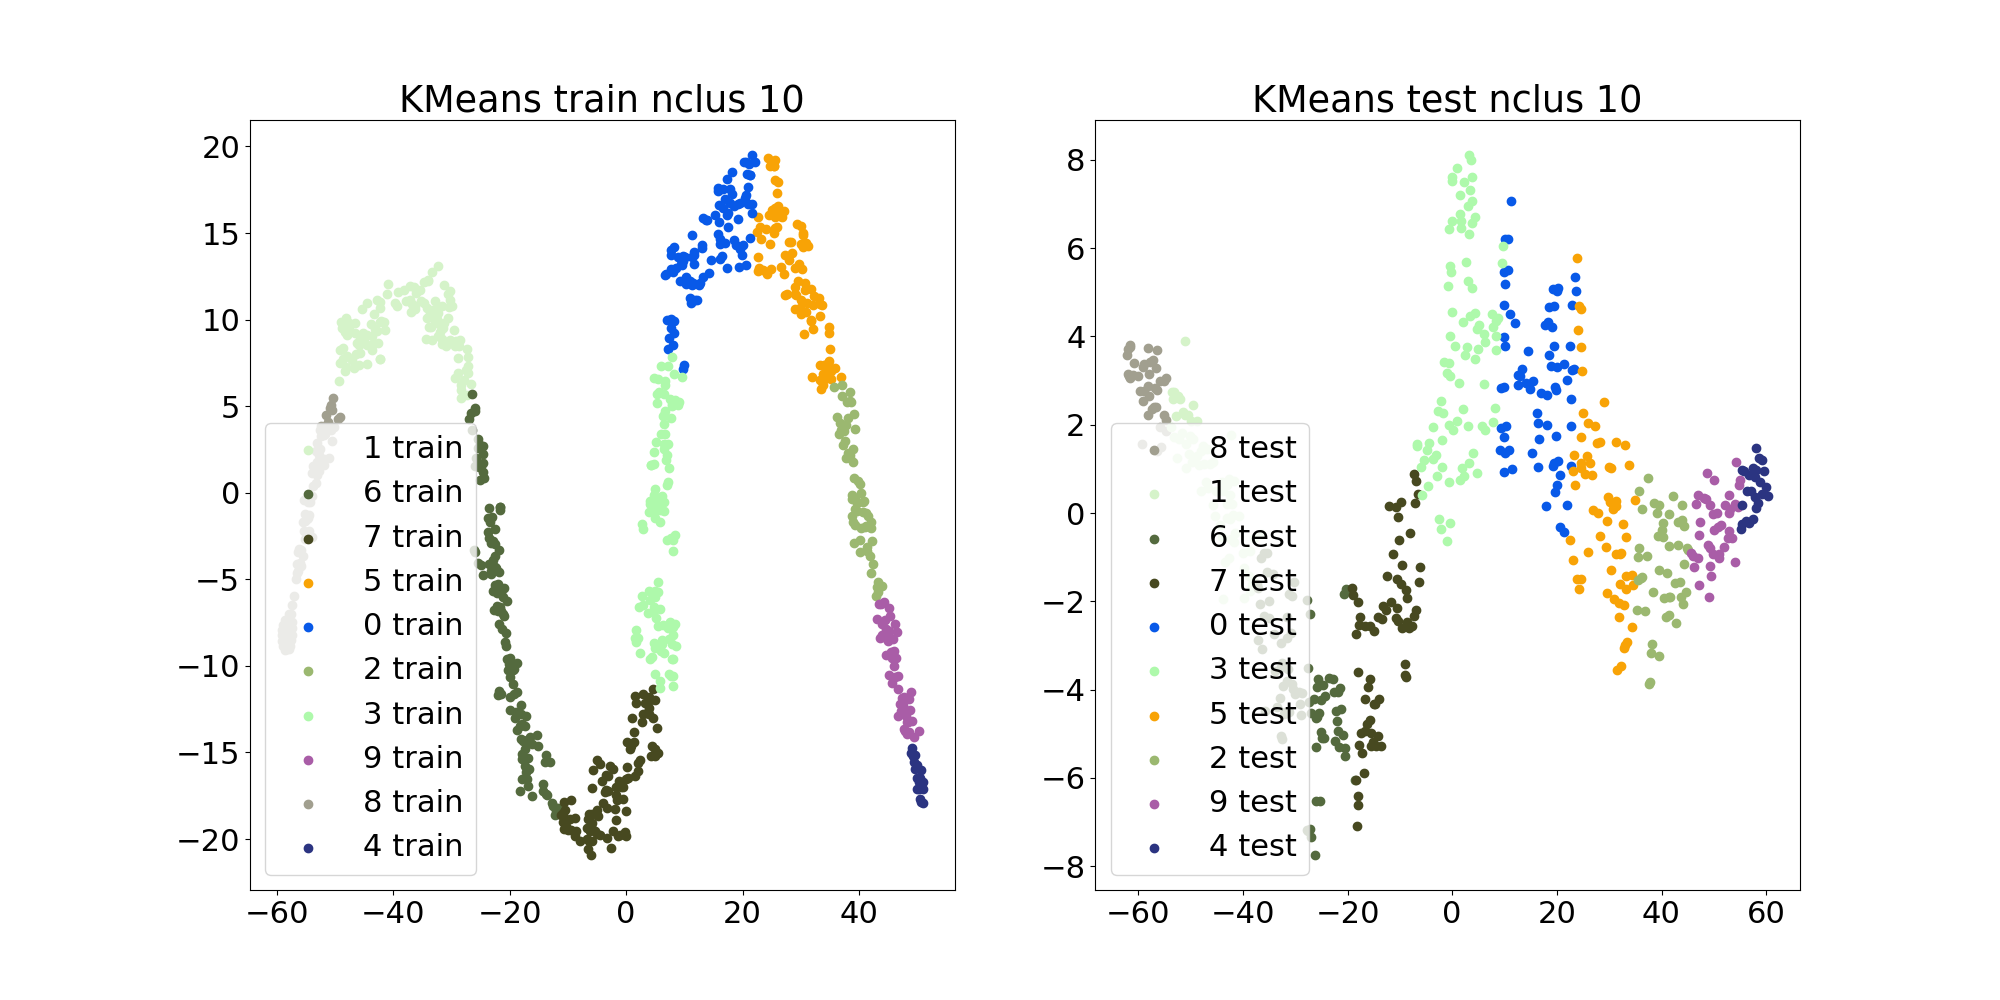 KMeans train nclus 10
20
15
10
5
0
−5
−10
−15
−20
−60 −40 −20 0 20 40
1 train
6 train
7 train
5 train
0 train
2 train
3 train
9 train
8 train
4 train
KMeans test nclus 10
8
6
4
2
0
−2
−4
−6
−8
−60 −40 −20 0 20 40 60
8 test
1 test
6 test
7 test
0 test
3 test
5 test
2 test
9 test
4 test